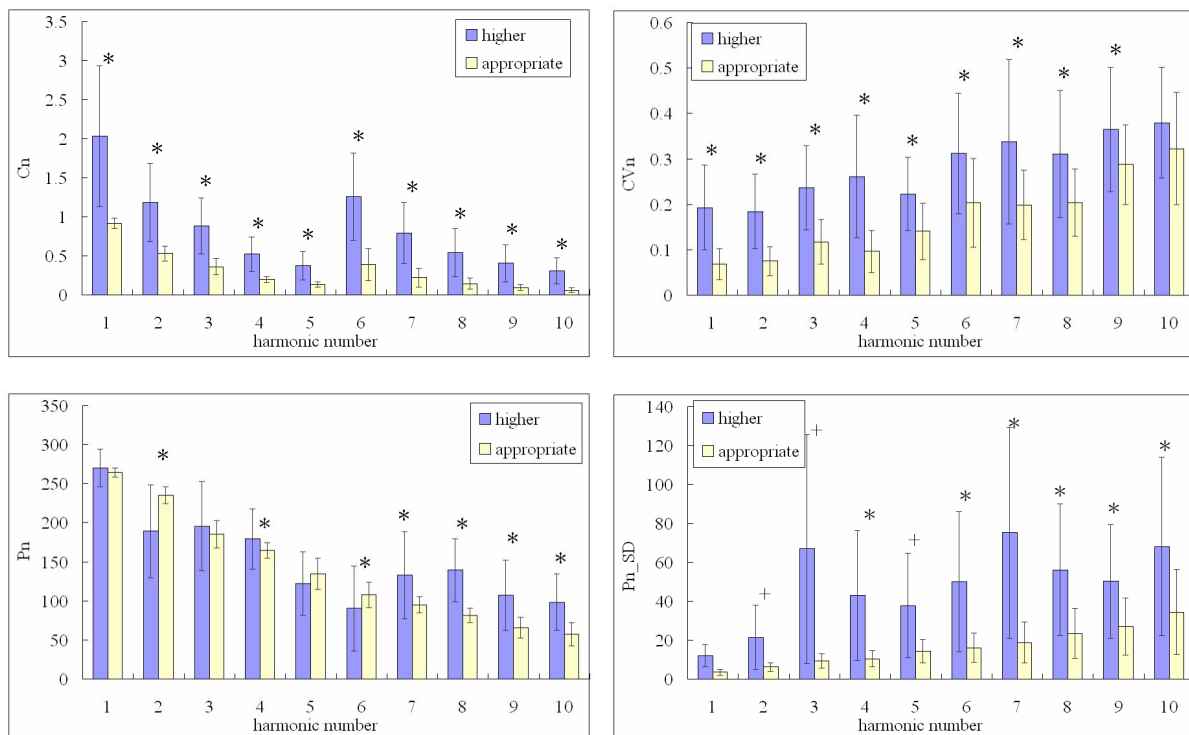 3.5
3
2.5
2
1.5
1
0.5
0
Cn
higher
appropriate
* * * * * * * * * *
1 2 3 4 5 6 7 8 9 10
harmonic number
0.6
0.5
0.4
0.3
0.2
0.1
0
CVn
higher
appropriate
* * * * * * * * *
1 2 3 4 5 6 7 8 9 10
harmonic number
350
300
250
200
150
100
50
0
Pn
higher
appropriate
* * * * * * *
1 2 3 4 5 6 7 8 9 10
harmonic number
140
120
100
80
60
40
20
0
Pn_SD
higher
appropriate
+ + * + * * * * *
1 2 3 4 5 6 7 8 9 10
harmonic number